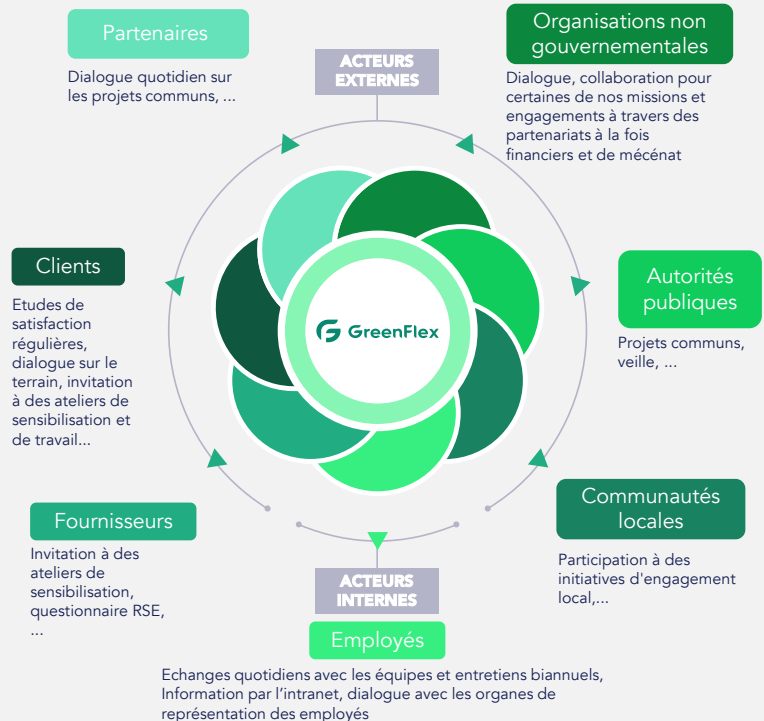 Partenaires
Dialogue quotidien sur
les projets communs, ...
ACTEURS
EXTERNES
Organisations non
gouvernementales
Dialogue, collaboration pour
certaines de nos missions et
engagements à travers des
partenariats à la fois
financiers et de mécénat
Clients
Etudes de
satisfaction
régulières,
dialogue sur le
terrain, invitation
à des ateliers de
sensibilisation et
de travail...
GreenFlex
Autorités
publiques
Projets communs,
veille, ...
Fournisseurs
Invitation à des
ateliers de
sensibilisation,
questionnaire RSE,
...
Communautés
locales
Participation à des
initiatives d'engagement
local,...
ACTEURS
INTERNES
Employés
Echanges quotidiens avec les équipes et entretiens biannuels,
Information par l’intranet, dialogue avec les organes de
représentation des employés